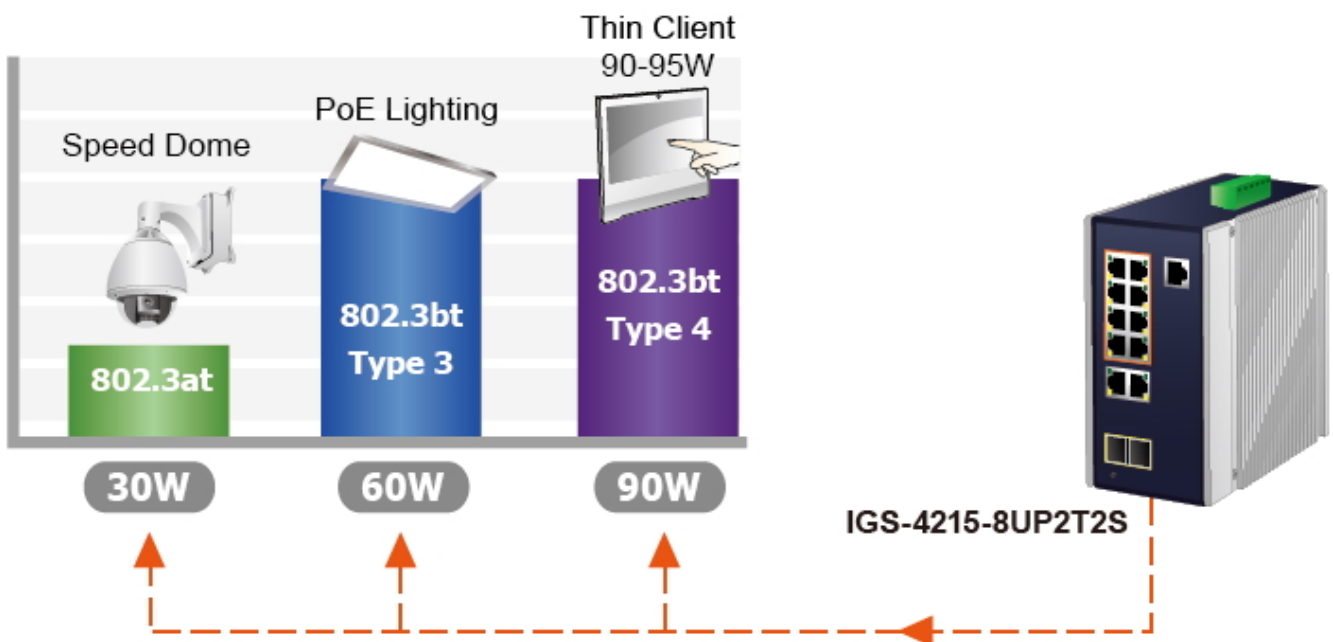 Thin Client
90-95W
PoE Lighting
Speed Dome
802.3at
802.3bt
Type 3
802.3bt
Type 4
30W
60W
90W
IGS-4215-8UP2T2S